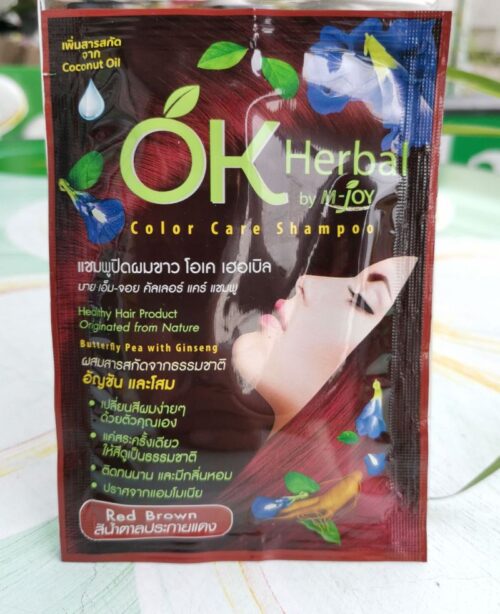 เพิ่มสารสกัด
จาก
Coconut Oil
OK Herbal
by M-JOY
Color Care Shampoo
แชมพูปิดผมขาว โอเค เฮอเบิล
บาย เอ็ม-จอย คัลเลอร์ แคร์ แชมพู
Healthy Hair Product
Originated from Nature
Butterfly Pea with Ginseng
ผสมสารสกัดจากธรรมชาติ
อัญชัน และโสม
• เปลี่ยนสีผมง่ายๆ
ด้วยตัวคุณเอง
• แค่สระครั้งเดียว
ให้สีดูเป็นธรรมชาติ
• ติดทนนาน และมีกลิ่นหอม
• ปราศจากแอมโมเนีย
Red Brown
สีน้ำตาลประกายแดง